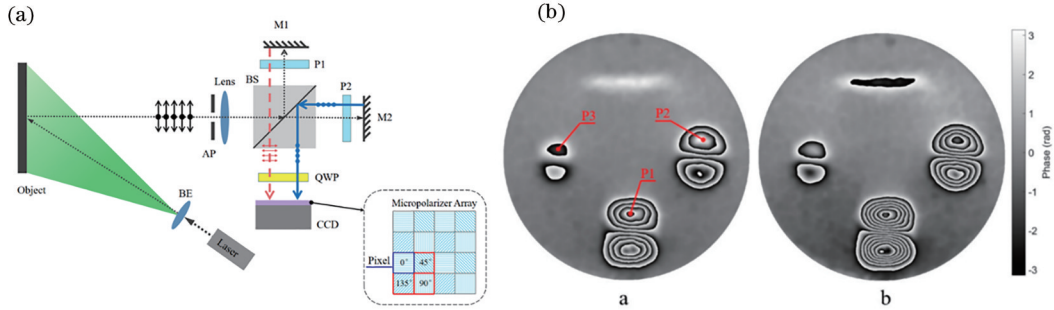 (a)
M1
P1
BS
Lens
P2
M2
AP
Object
QWP
BE
CCD
Laser
Micropolarizer Array
Pixel
0° 45°
135° 90°
(b)
P3
P2
P1
a
b
3
2
1
0
-1
-2
-3
Phase (rad)